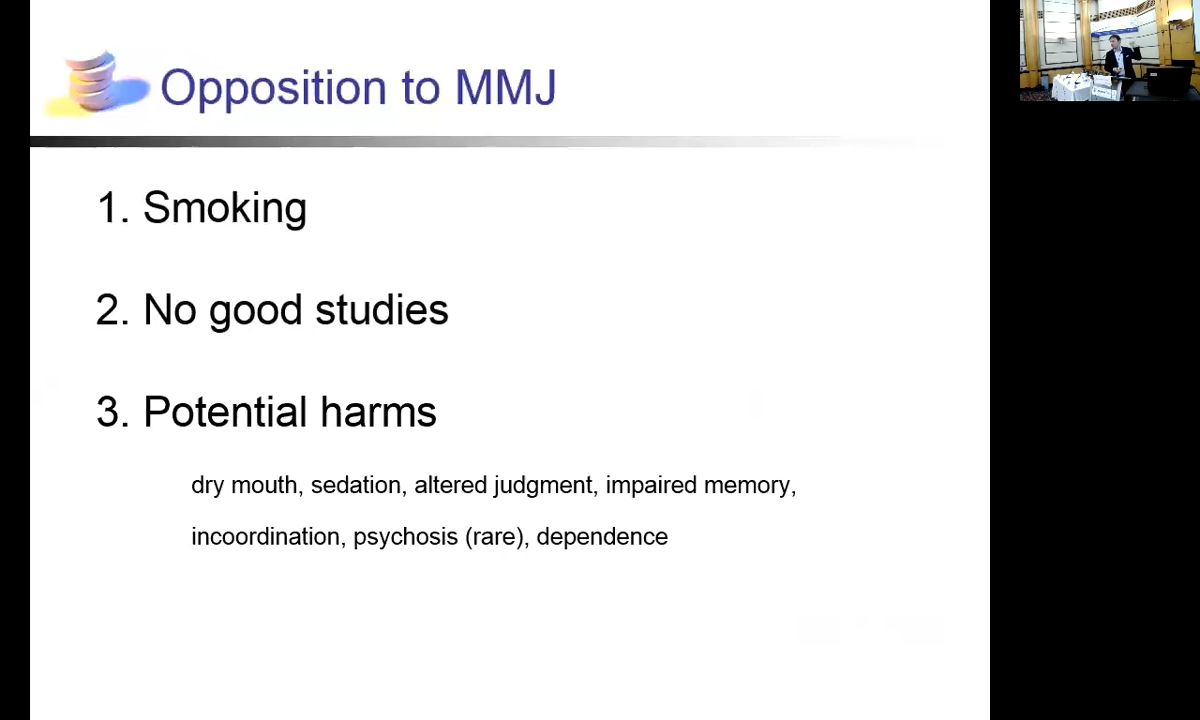 Opposition to MMJ
1. Smoking
2. No good studies
3. Potential harms
dry mouth, sedation, altered judgment, impaired memory,
incoordination, psychosis (rare), dependence